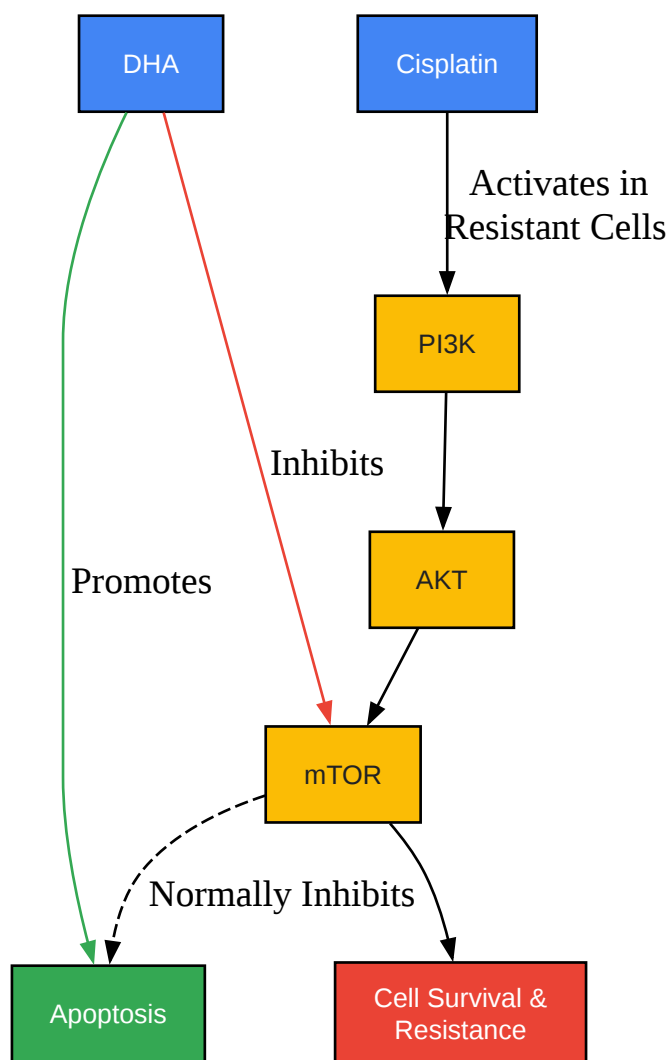 DHA
Cisplatin
Activates in
Resistant Cells
PI3K
Inhibits
AKT
Promotes
mTOR
Normally Inhibits
Apoptosis
Cell Survival &
Resistance